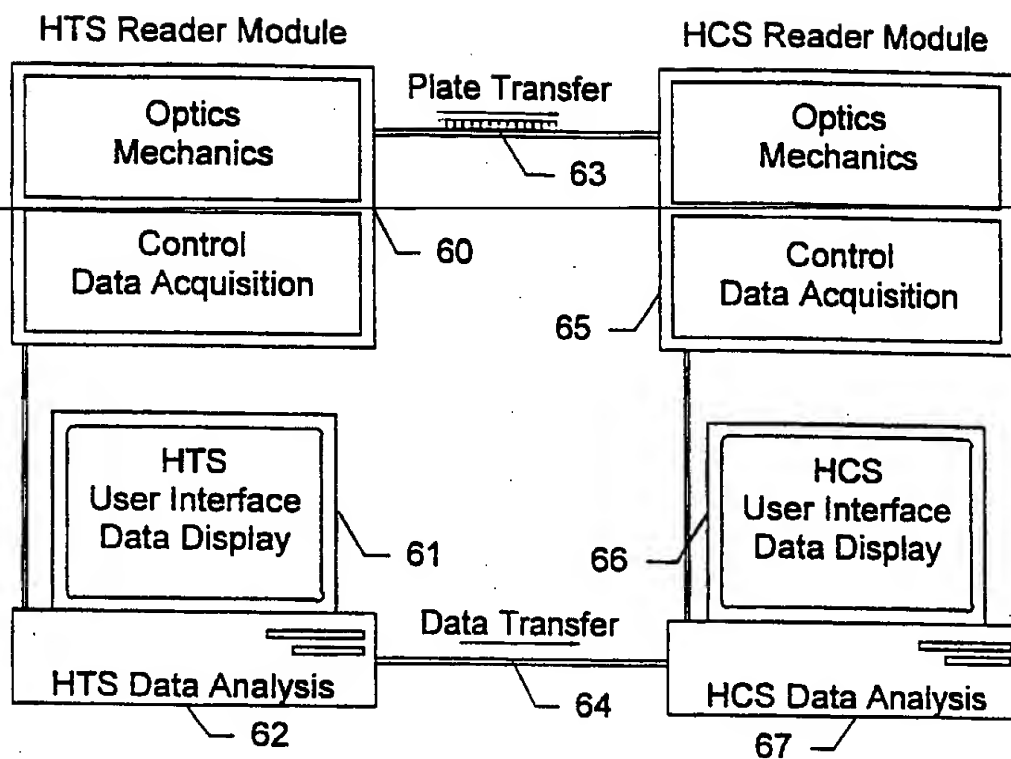 HTS Reader Module
HCS Reader Module
Optics
Mechanics
Plate Transfer
63
Optics
Mechanics
Control
Data Acquisition
60
Control
Data Acquisition
65
HTS
User Interface
Data Display
61
HCS
User Interface
Data Display
66
Data Transfer
64
HTS Data Analysis
62
HCS Data Analysis
67